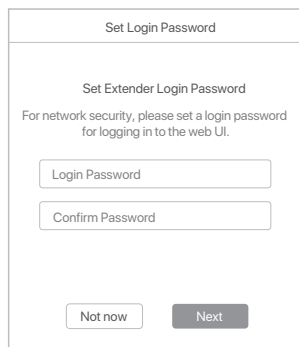 Set Login Password
Set Extender Login Password
For network security, please set a login password
for logging in to the web UI.
Login Password
Confirm Password
Not now
Next